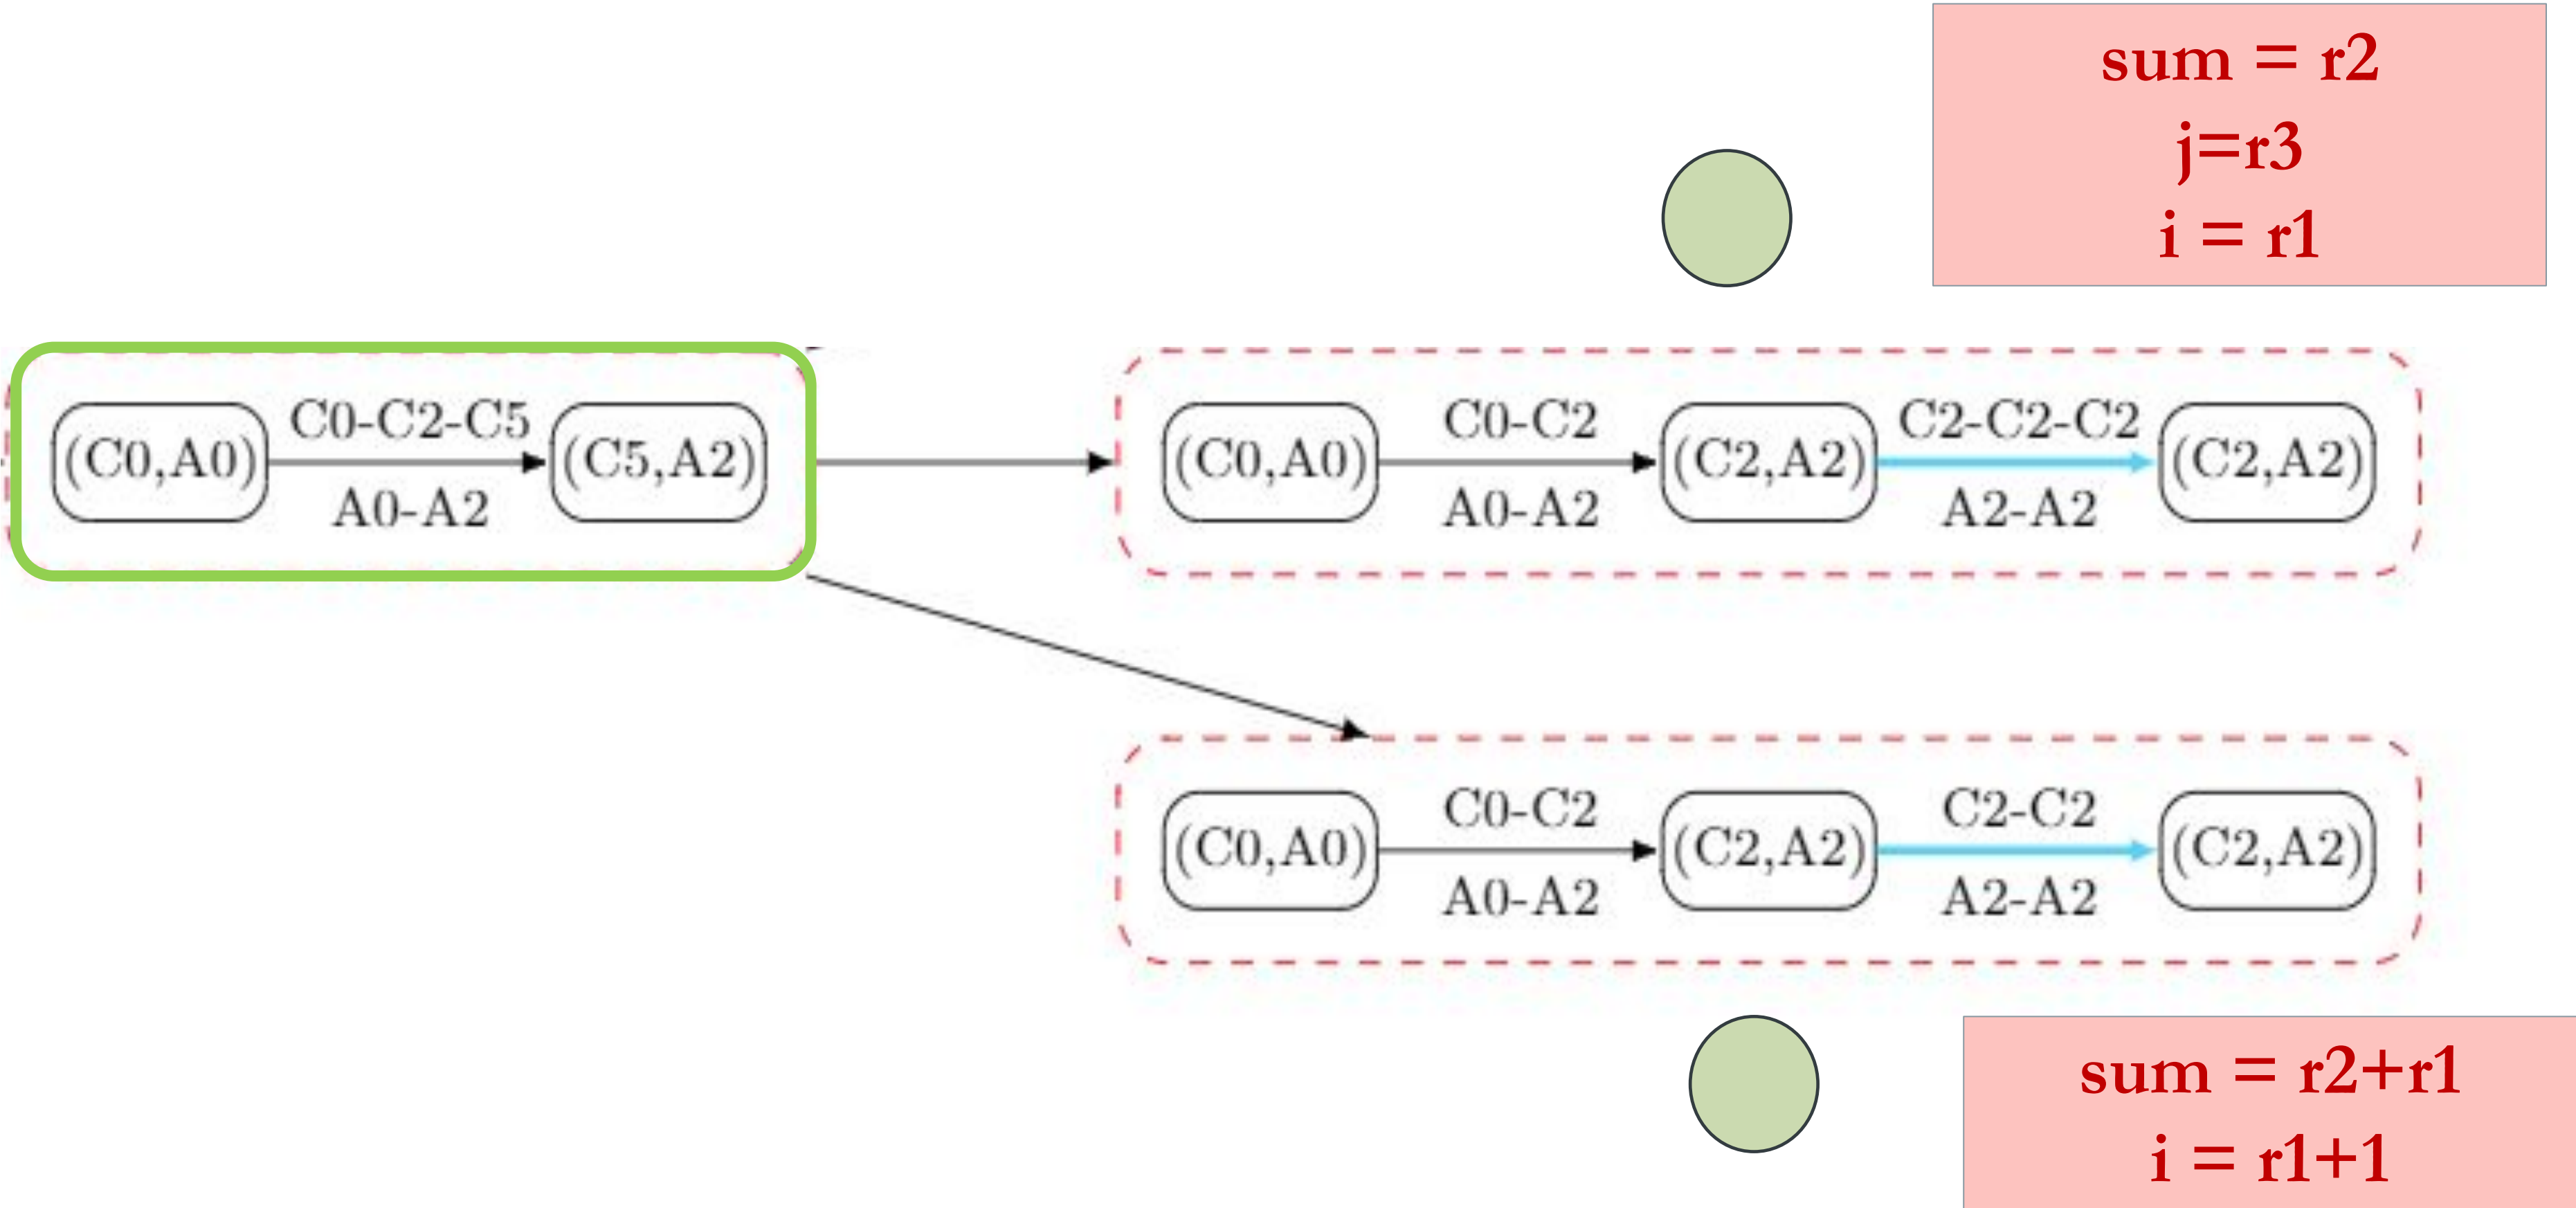 sum = r2
j=r3
i = r1
C0-C2-C5
(C0,A0)
(C5,A2)
A0-A2
C0-C2
C2-C2-C2
(C0,A0)
(C2,A2)
(C2,A2)
A0-A2
A2-A2
C0-C2
C2-C2
(C0,A0)
(C2,A2)
(C2,A2)
A0-A2
A2-A2
sum = r2+r1
i = r1+1